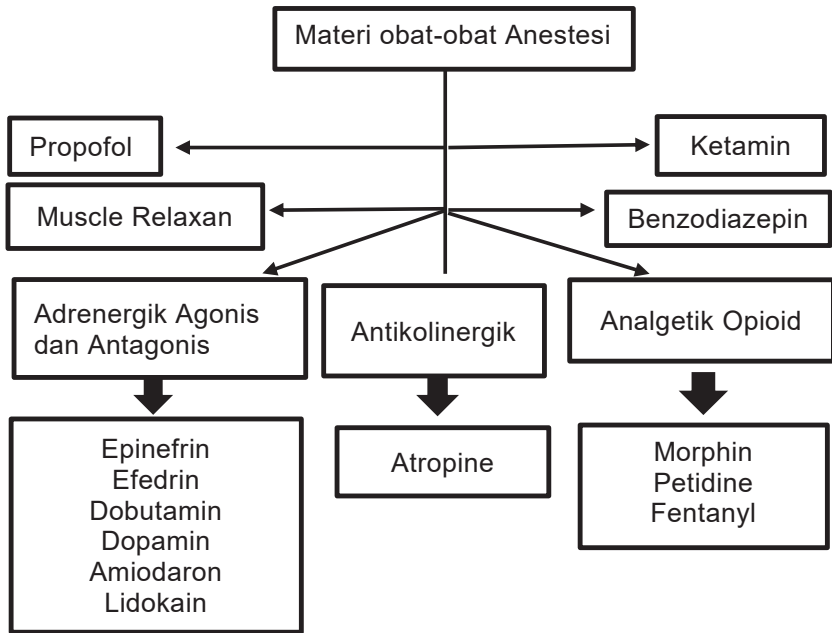 Materi obat-obat Anestesi
Propofol
Ketamin
Muscle Relaxan
Benzodiazepin
Adrenergik Agonis
dan Antagonis
Antikolinergik
Analgetik Opioid
Epinefrin
Efedrin
Dobutamin
Dopamin
Amiodaron
Lidokain
Atropine
Morphin
Petidine
Fentanyl